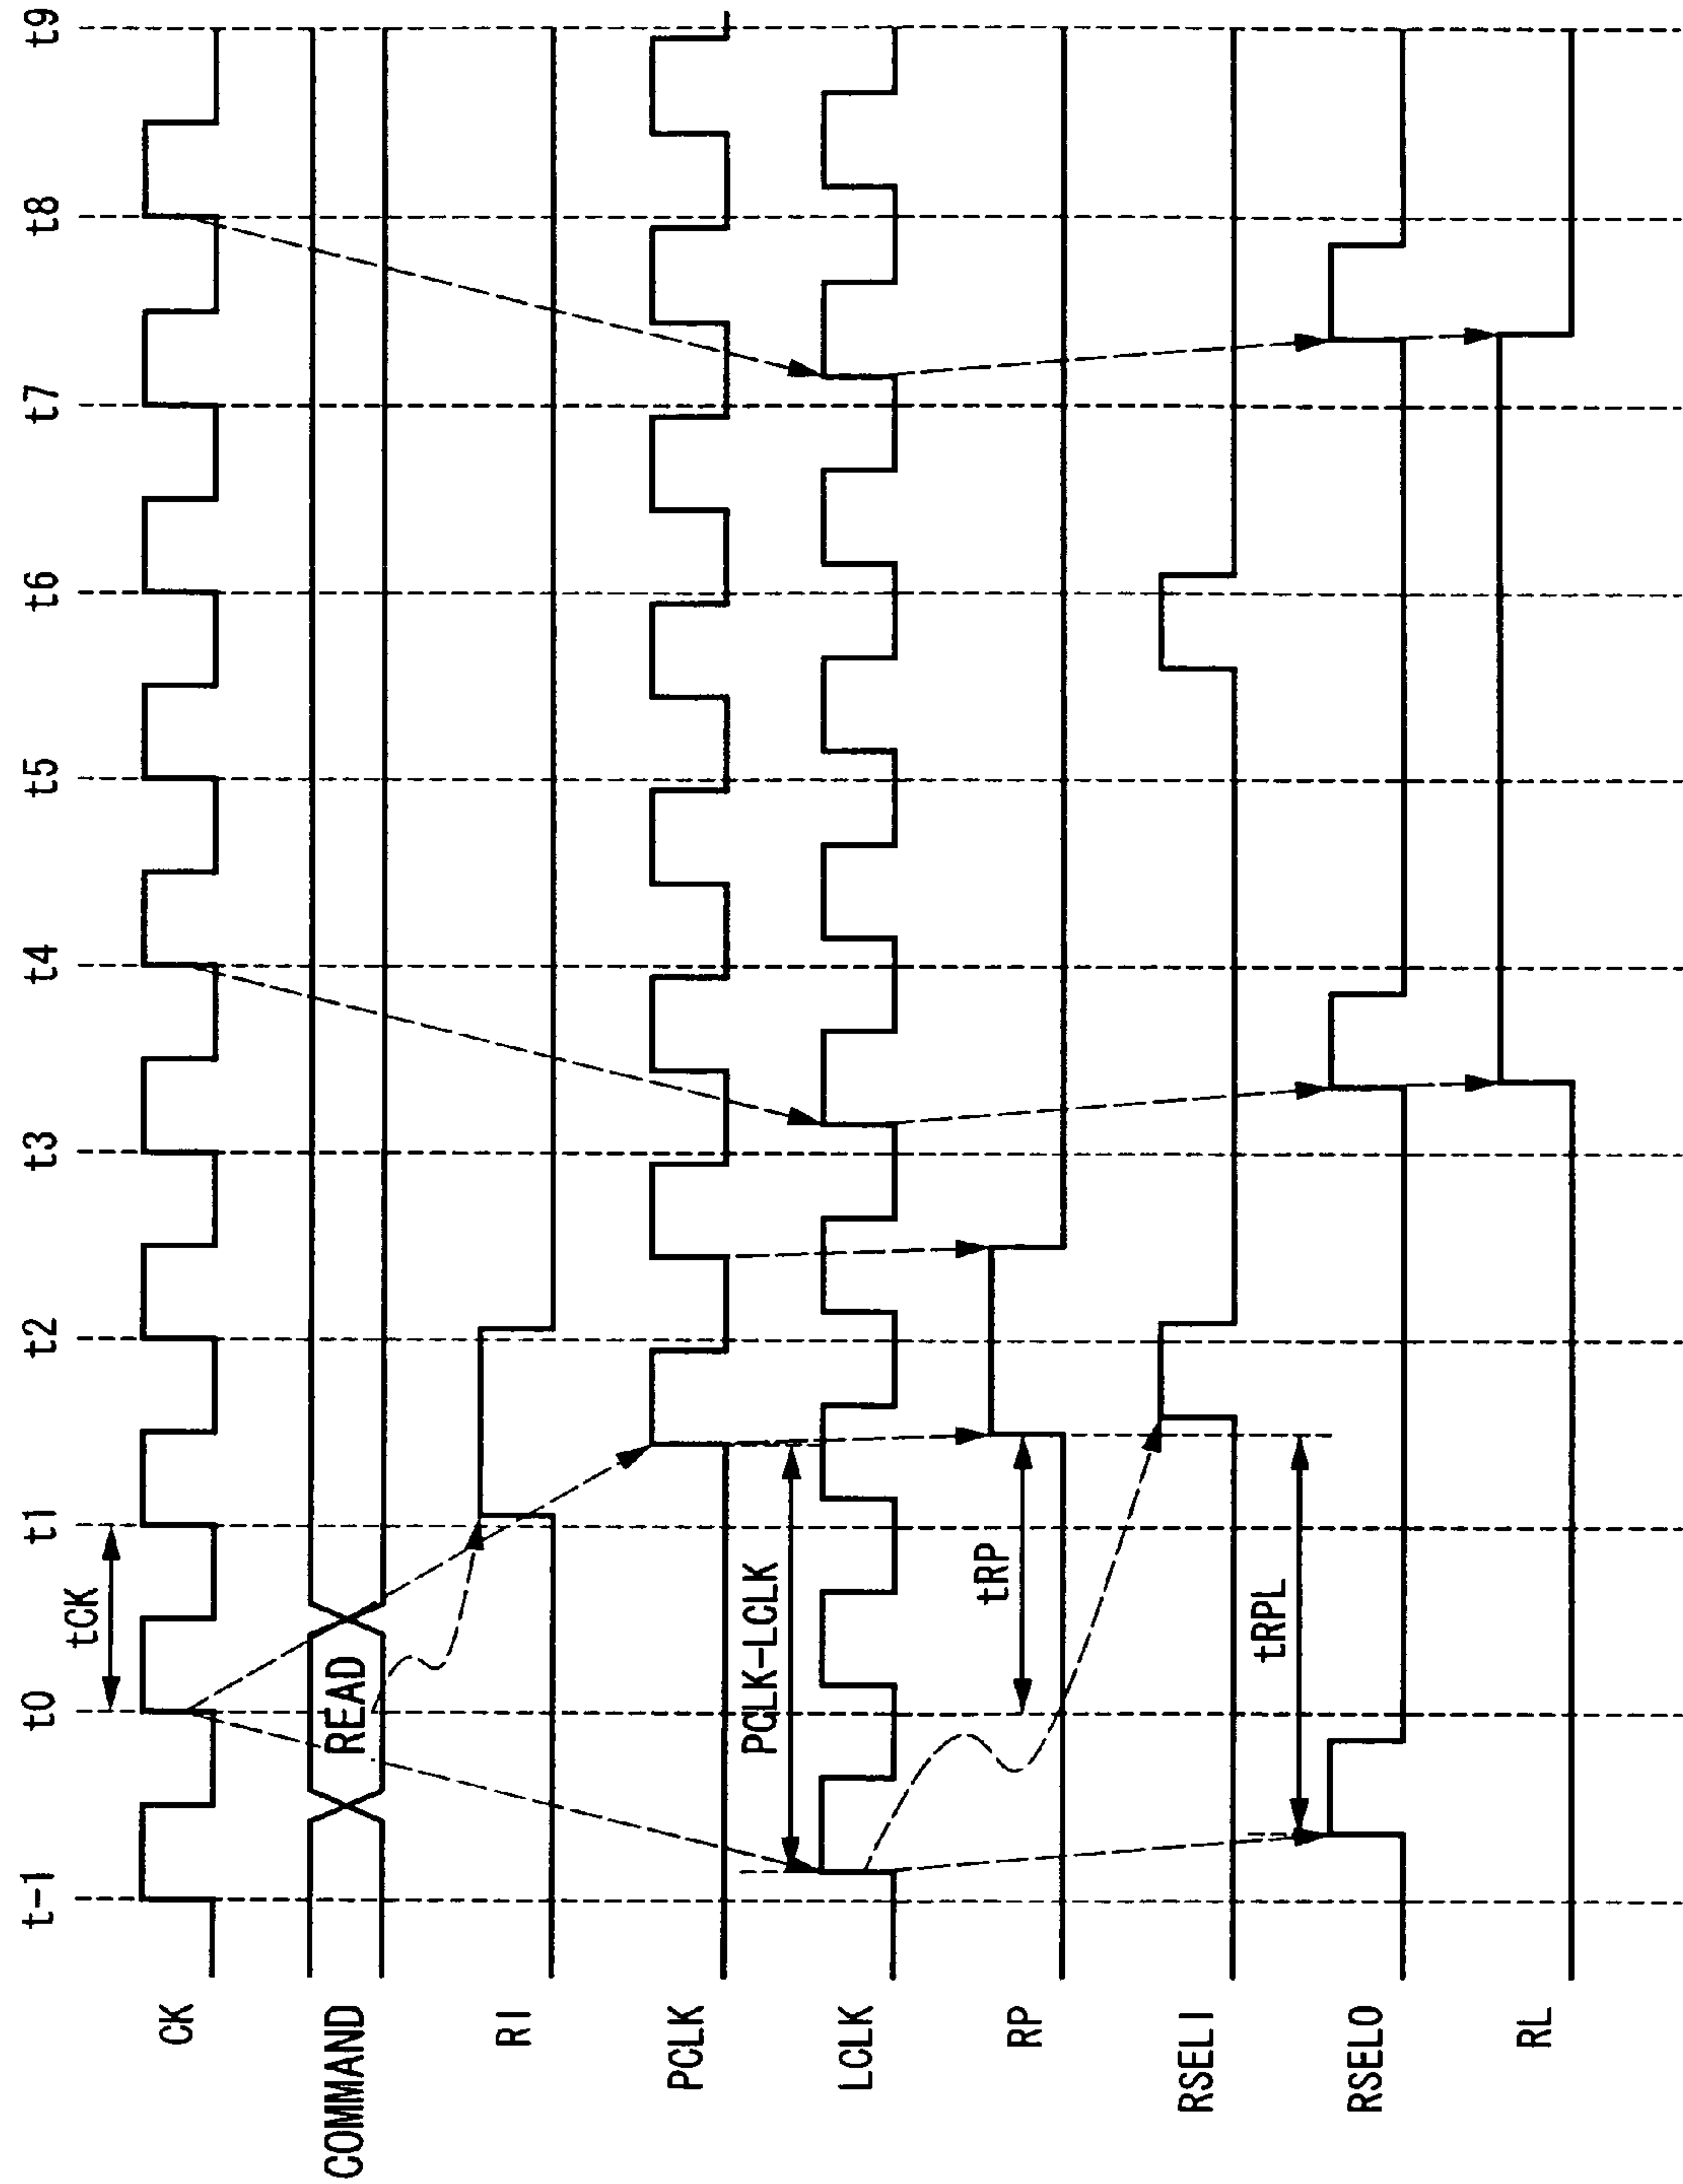 t-1 t0 t1 t2 t3 t4 t5 t6 t7 t8 t9
tCK
CK
COMMAND
READ
RI
PCLK
PCLK-LCLK
LCLK
RP
tRP
RSELI
tRPL
RSELO
RL